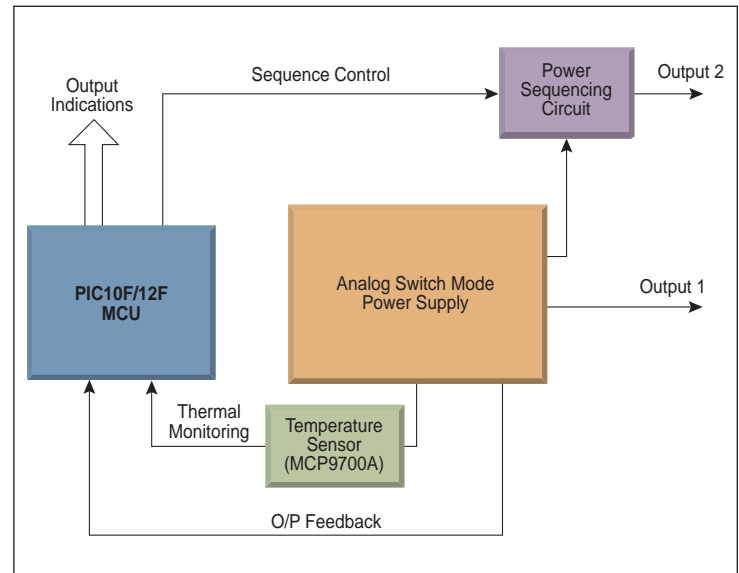 Output
Indications
Sequence Control
Power
Sequencing
Circuit
Output 2
PIC10F/12F
MCU
Analog Switch Mode
Power Supply
Output 1
Thermal
Monitoring
Temperature
Sensor
(MCP9700A)
O/P Feedback